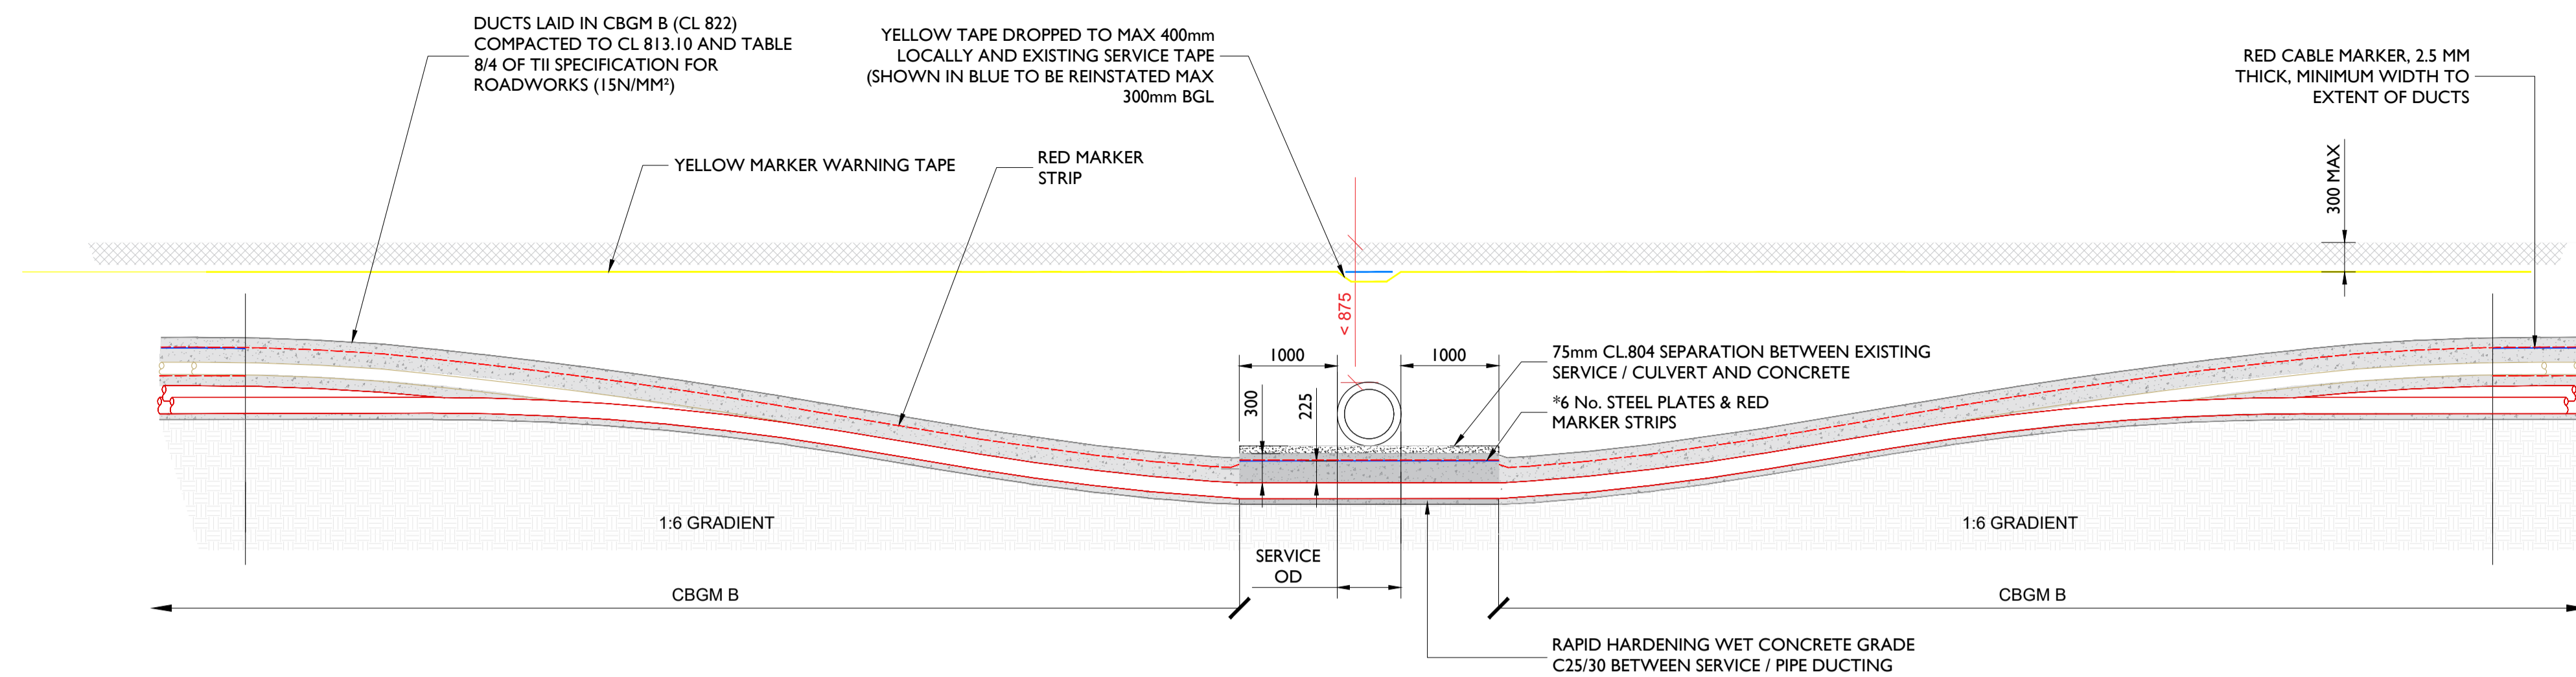 DUCTS LAID IN CBGM B (CL 822)
COMPACTED TO CL 813.10 AND TABLE
8/4 OF TII SPECIFICATION FOR
ROADWORKS (15N/MM²)
YELLOW TAPE DROPPED TO MAX 400mm
LOCALLY AND EXISTING SERVICE TAPE
(SHOWN IN BLUE TO BE REINSTATED MAX
300mm BGL
RED CABLE MARKER, 2.5 MM
THICK, MINIMUM WIDTH TO
EXTENT OF DUCTS
YELLOW MARKER WARNING TAPE
RED MARKER
STRIP
300 MAX
< 875
1000
1000
300
225
75mm CL.804 SEPARATION BETWEEN EXISTING
SERVICE / CULVERT AND CONCRETE
*6 No. STEEL PLATES & RED
MARKER STRIPS
1:6 GRADIENT
1:6 GRADIENT
SERVICE
OD
CBGM B
CBGM B
RAPID HARDENING WET CONCRETE GRADE
C25/30 BETWEEN SERVICE / PIPE DUCTING